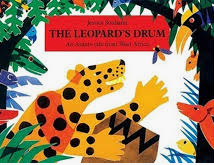 Jessica Souhami
THE LEOPARD'S DRUM
An Asante tale from West Africa